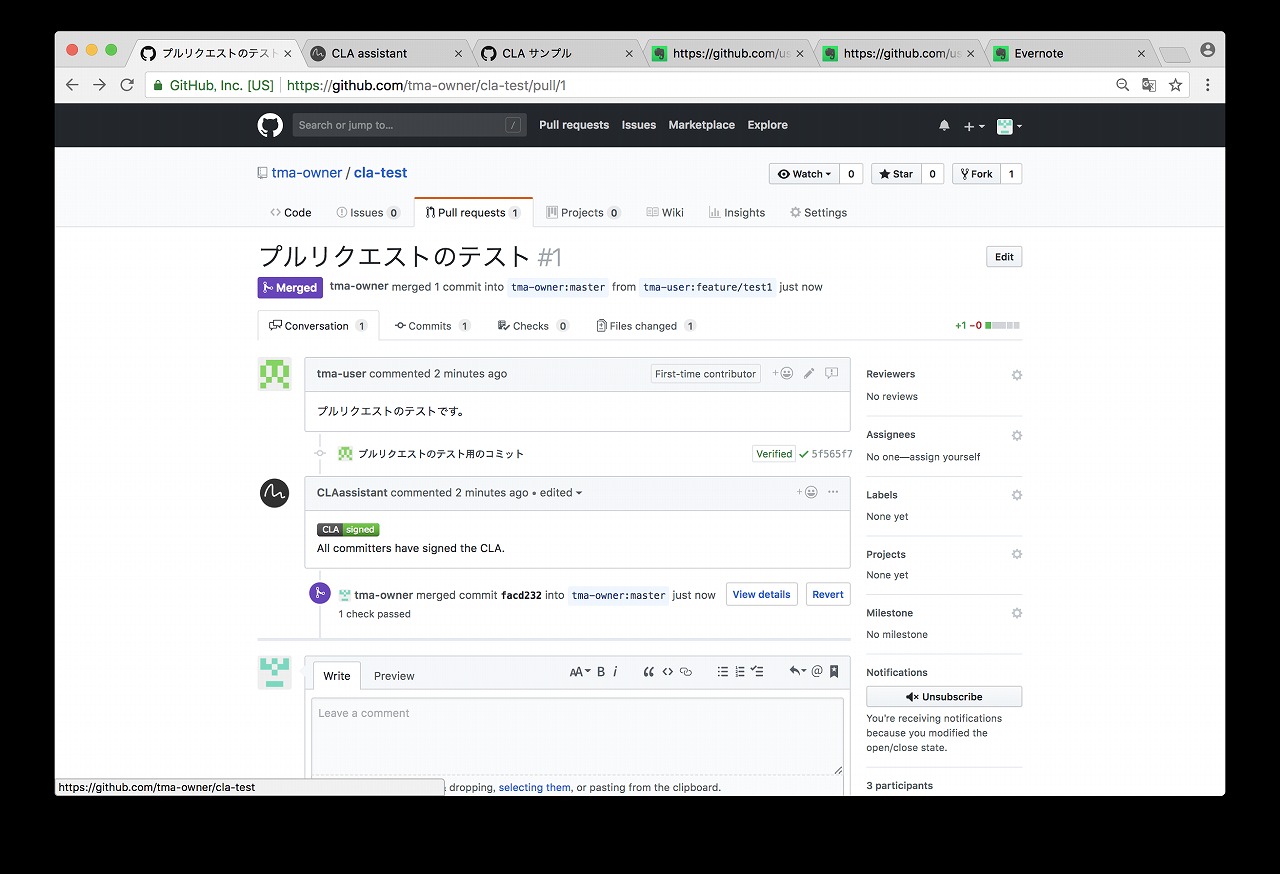 プルリクエストのテスト
CLA assistant
CLA サンプル
https://github.com/us
https://github.com/us
Evernote
GitHub, Inc. [US] https://github.com/tma-owner/cla-test/pull/1
Search or jump to... / Pull requests Issues Marketplace Explore
tma-owner / cla-test
Watch 0 Star 0 Fork 1
Code Issues 0 Pull requests 1 Projects 0 Wiki Insights Settings
プルリクエストのテスト #1
Edit
Merged tma-owner merged 1 commit into tma-owner:master from tma-user:feature/test1 just now
Conversation 1 Commits 1 Checks 0 Files changed 1 +1 −0
tma-user commented 2 minutes ago First-time contributor
プルリクエストのテストです。
プルリクエストのテスト用のコミット Verified 5f565f7
CLAassistant commented 2 minutes ago • edited
CLA signed
All committers have signed the CLA.
tma-owner merged commit facd232 into tma-owner:master just now View details Revert
1 check passed
Write Preview AA B i @
Leave a comment
dropping, selecting them, or pasting from the clipboard.
Reviewers
No reviews
Assignees
No one—assign yourself
Labels
None yet
Projects
None yet
Milestone
No milestone
Notifications
Unsubscribe
You're receiving notifications
because you modified the
open/close state.
3 participants
https://github.com/tma-owner/cla-test